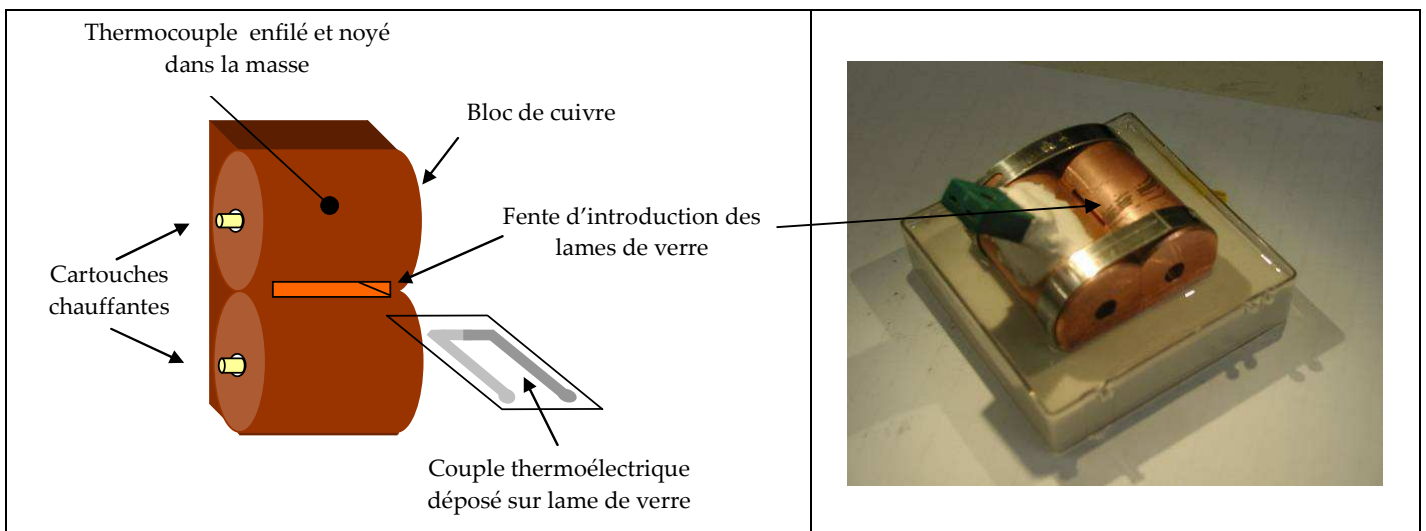 Thermocouple enfilé et noyé
dans la masse
Bloc de cuivre
Fente d’introduction des
lames de verre
Cartouches
chauffantes
Couple thermoélectrique
déposé sur lame de verre